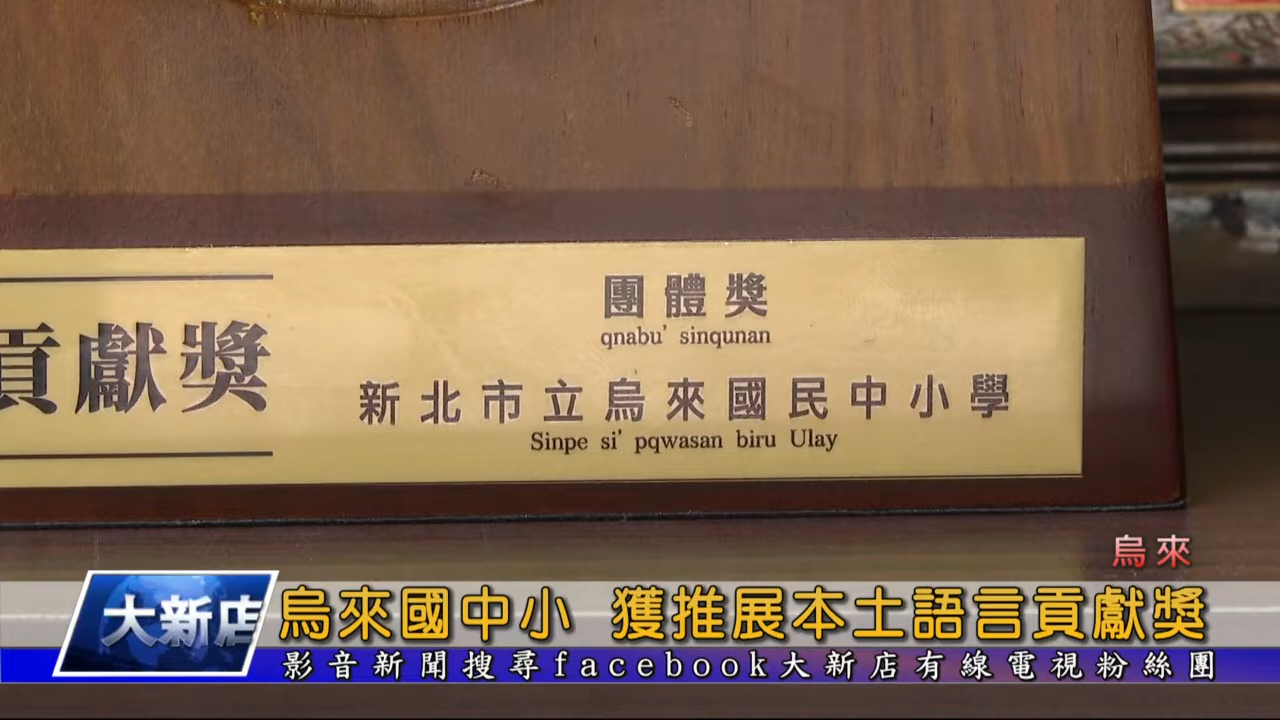 團體獎
qnabu’ sinqunan
貢獻獎
新北市立烏來國民中小學
Sinpe si’ pqwasan biru Ulay
烏來
大新店
烏來國中小 獲推展本土語言貢獻獎
影音新聞搜尋facebook大新店有線電視粉絲團